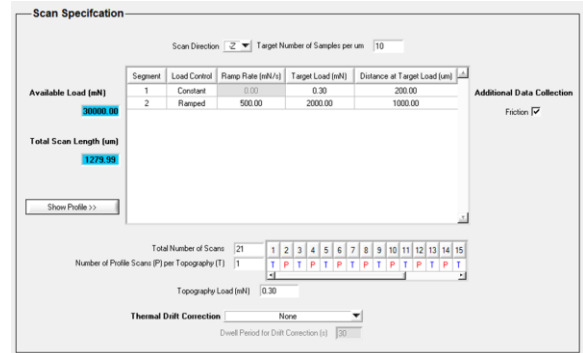 Scan Specifcation
Scan Direction -Z Target Number of Samples per um 10
Segment Load Control Ramp Rate (mN/s) Target Load (mN) Distance at Target Load (um)
1 Constant 0.00 0.30 200.00
2 Ramped 500.00 2000.00 1000.00
Available Load (mN)
30000.00
Total Scan Length (um)
1279.99
Show Profile >>
Additional Data Collection
Friction
Total Number of Scans 21
1 2 3 4 5 6 7 8 9 10 11 12 13 14 15
Number of Profile Scans (P) per Topography (T) 1
T P T P T P T P T P T P T P T
Topography Load (mN) 0.30
Thermal Drift Correction None
Dwell Period for Drift Correction (s) 30